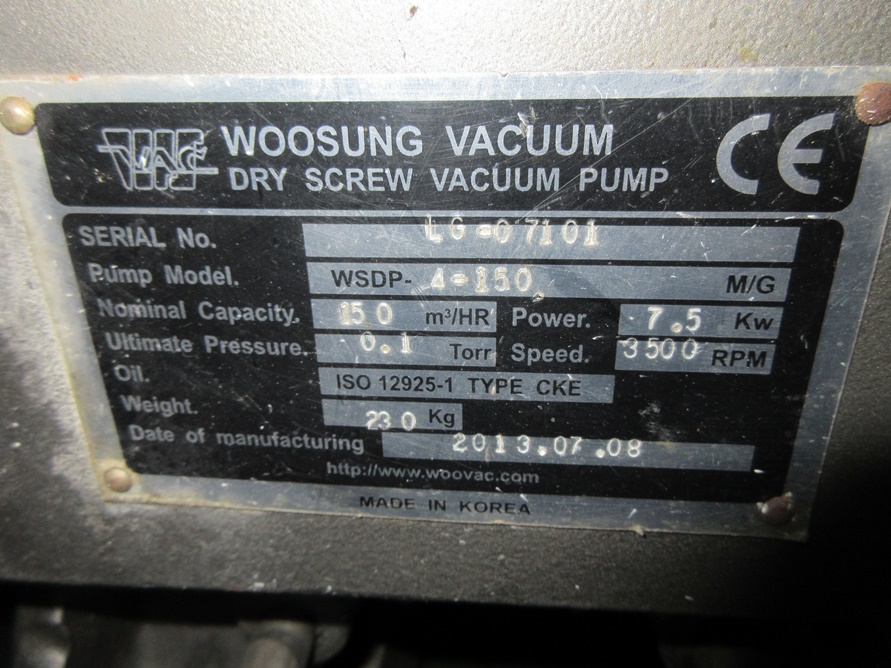 WVAC WOOSUNG VACUUM CE
DRY SCREW VACUUM PUMP
SERIAL No. LG-07101
Pump Model. WSDP-4-150 M/G
Nominal Capacity. 150 m³/HR Power. 7.5 Kw
Ultimate Pressure. 0.1 Torr Speed. 3500 RPM
Oil. ISO 12925-1 TYPE CKE
Weight. 230 Kg
Date of manufacturing 2013.07.08
http://www.woovac.com
MADE IN KOREA